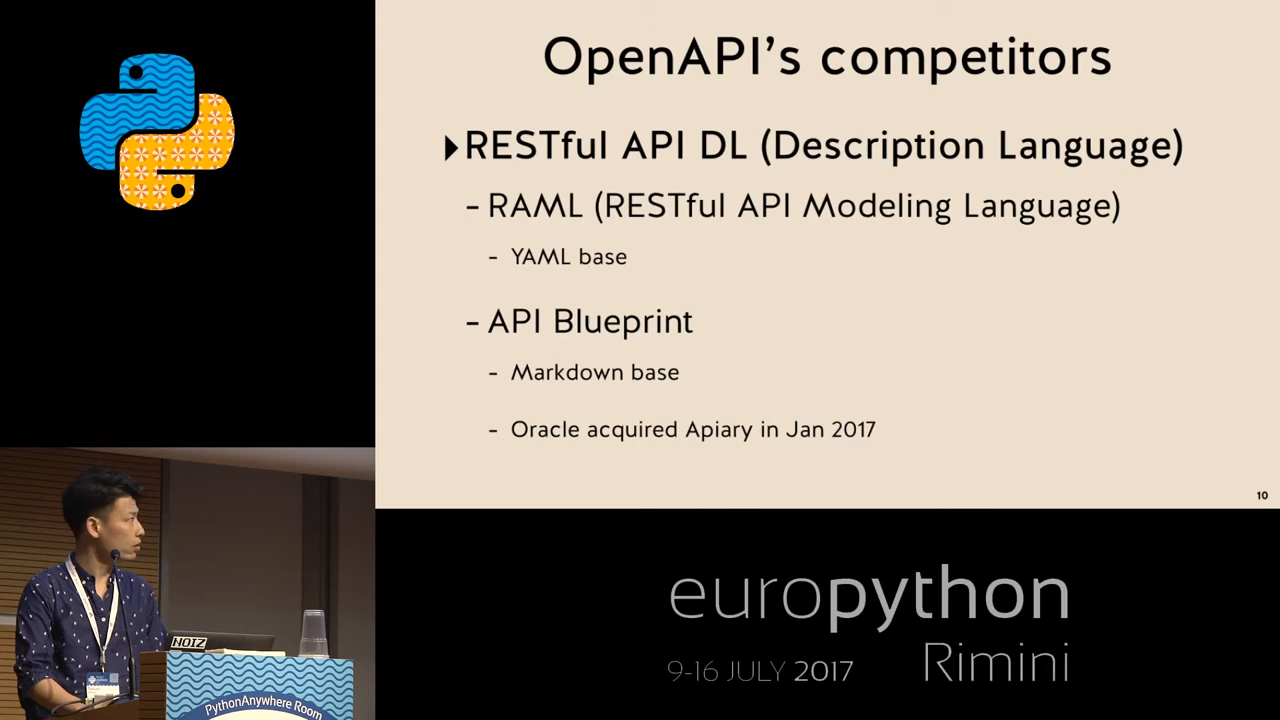 OpenAPI's competitors
RESTful API DL (Description Language)
- RAML (RESTful API Modeling Language)
- YAML base
- API Blueprint
- Markdown base
- Oracle acquired Apiary in Jan 2017
10
NOIZ
PythonAnywhere Room
europython
Rimini
9-16 JULY 2017